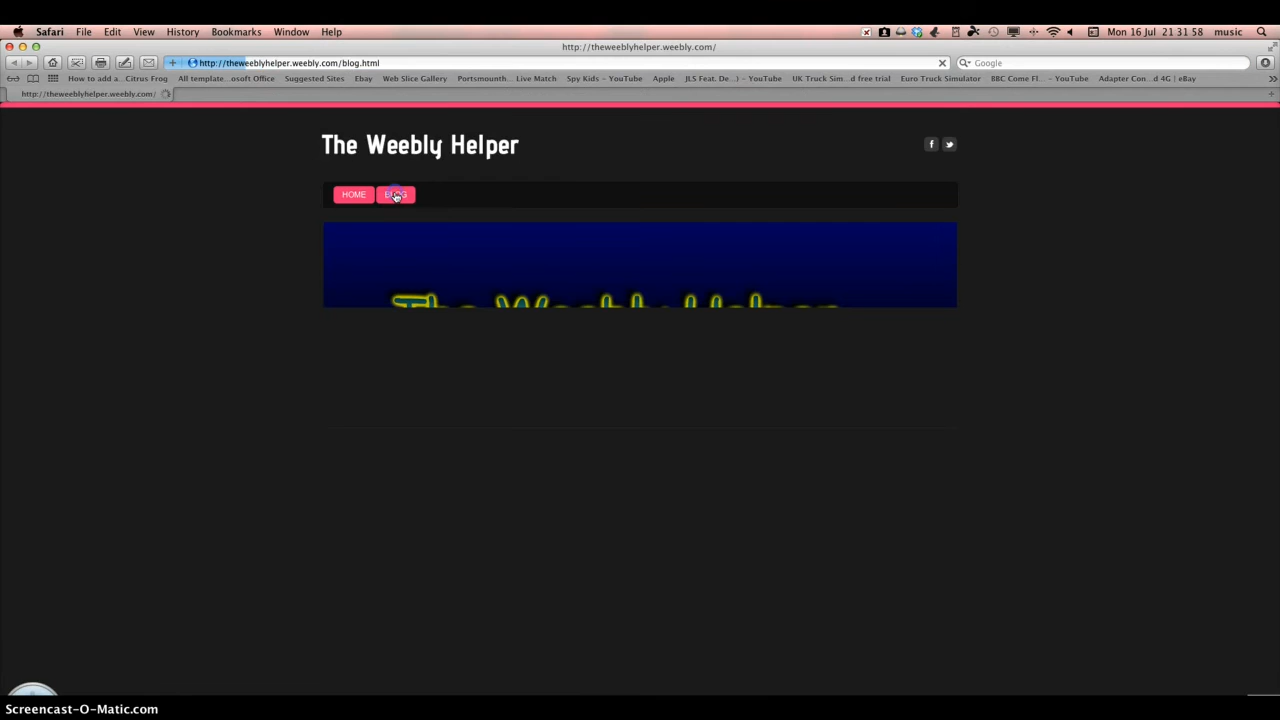 Safari File Edit View History Bookmarks Window Help Mon 16 Jul 21 31 58 music
http://theweeblyhelper.weebly.com/
http://theweeblyhelper.weebly.com/blog.html Google
How to add a...Citrus Frog All template...osoft Office Suggested Sites Ebay Web Slice Gallery Portsmouth... Live Match Spy Kids – YouTube Apple JLS Feat. De...) – YouTube UK Truck Sim...d free trial Euro Truck Simulator BBC Come Fl... – YouTube Adapter Con...d 4G | eBay
http://theweeblyhelper.weebly.com/
The Weebly Helper
HOME BLOG
The Weebly Helper
Screencast-O-Matic.com